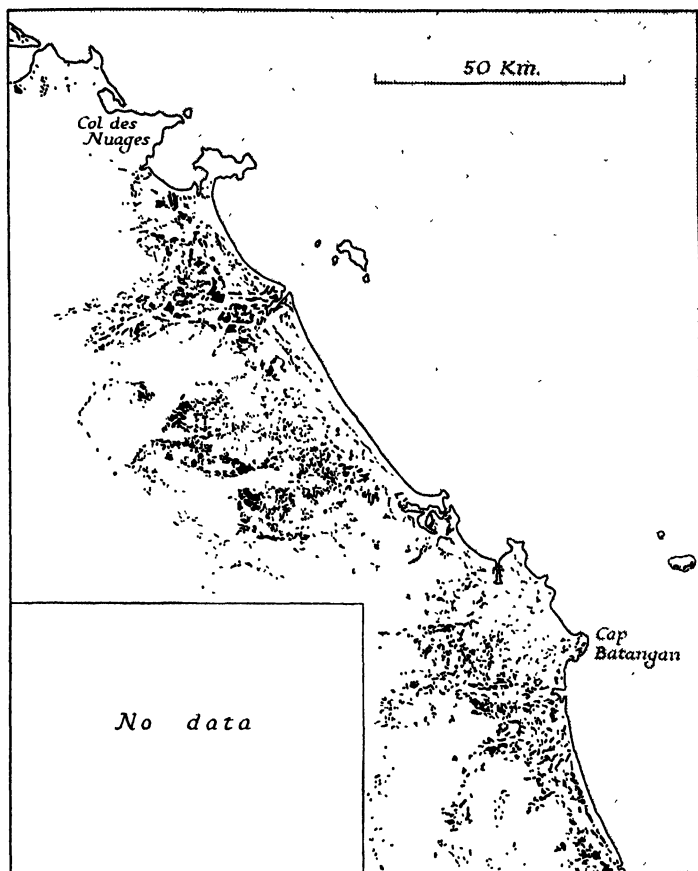 50 Km.
Col des
Nuages
Cap
Batangan
No data